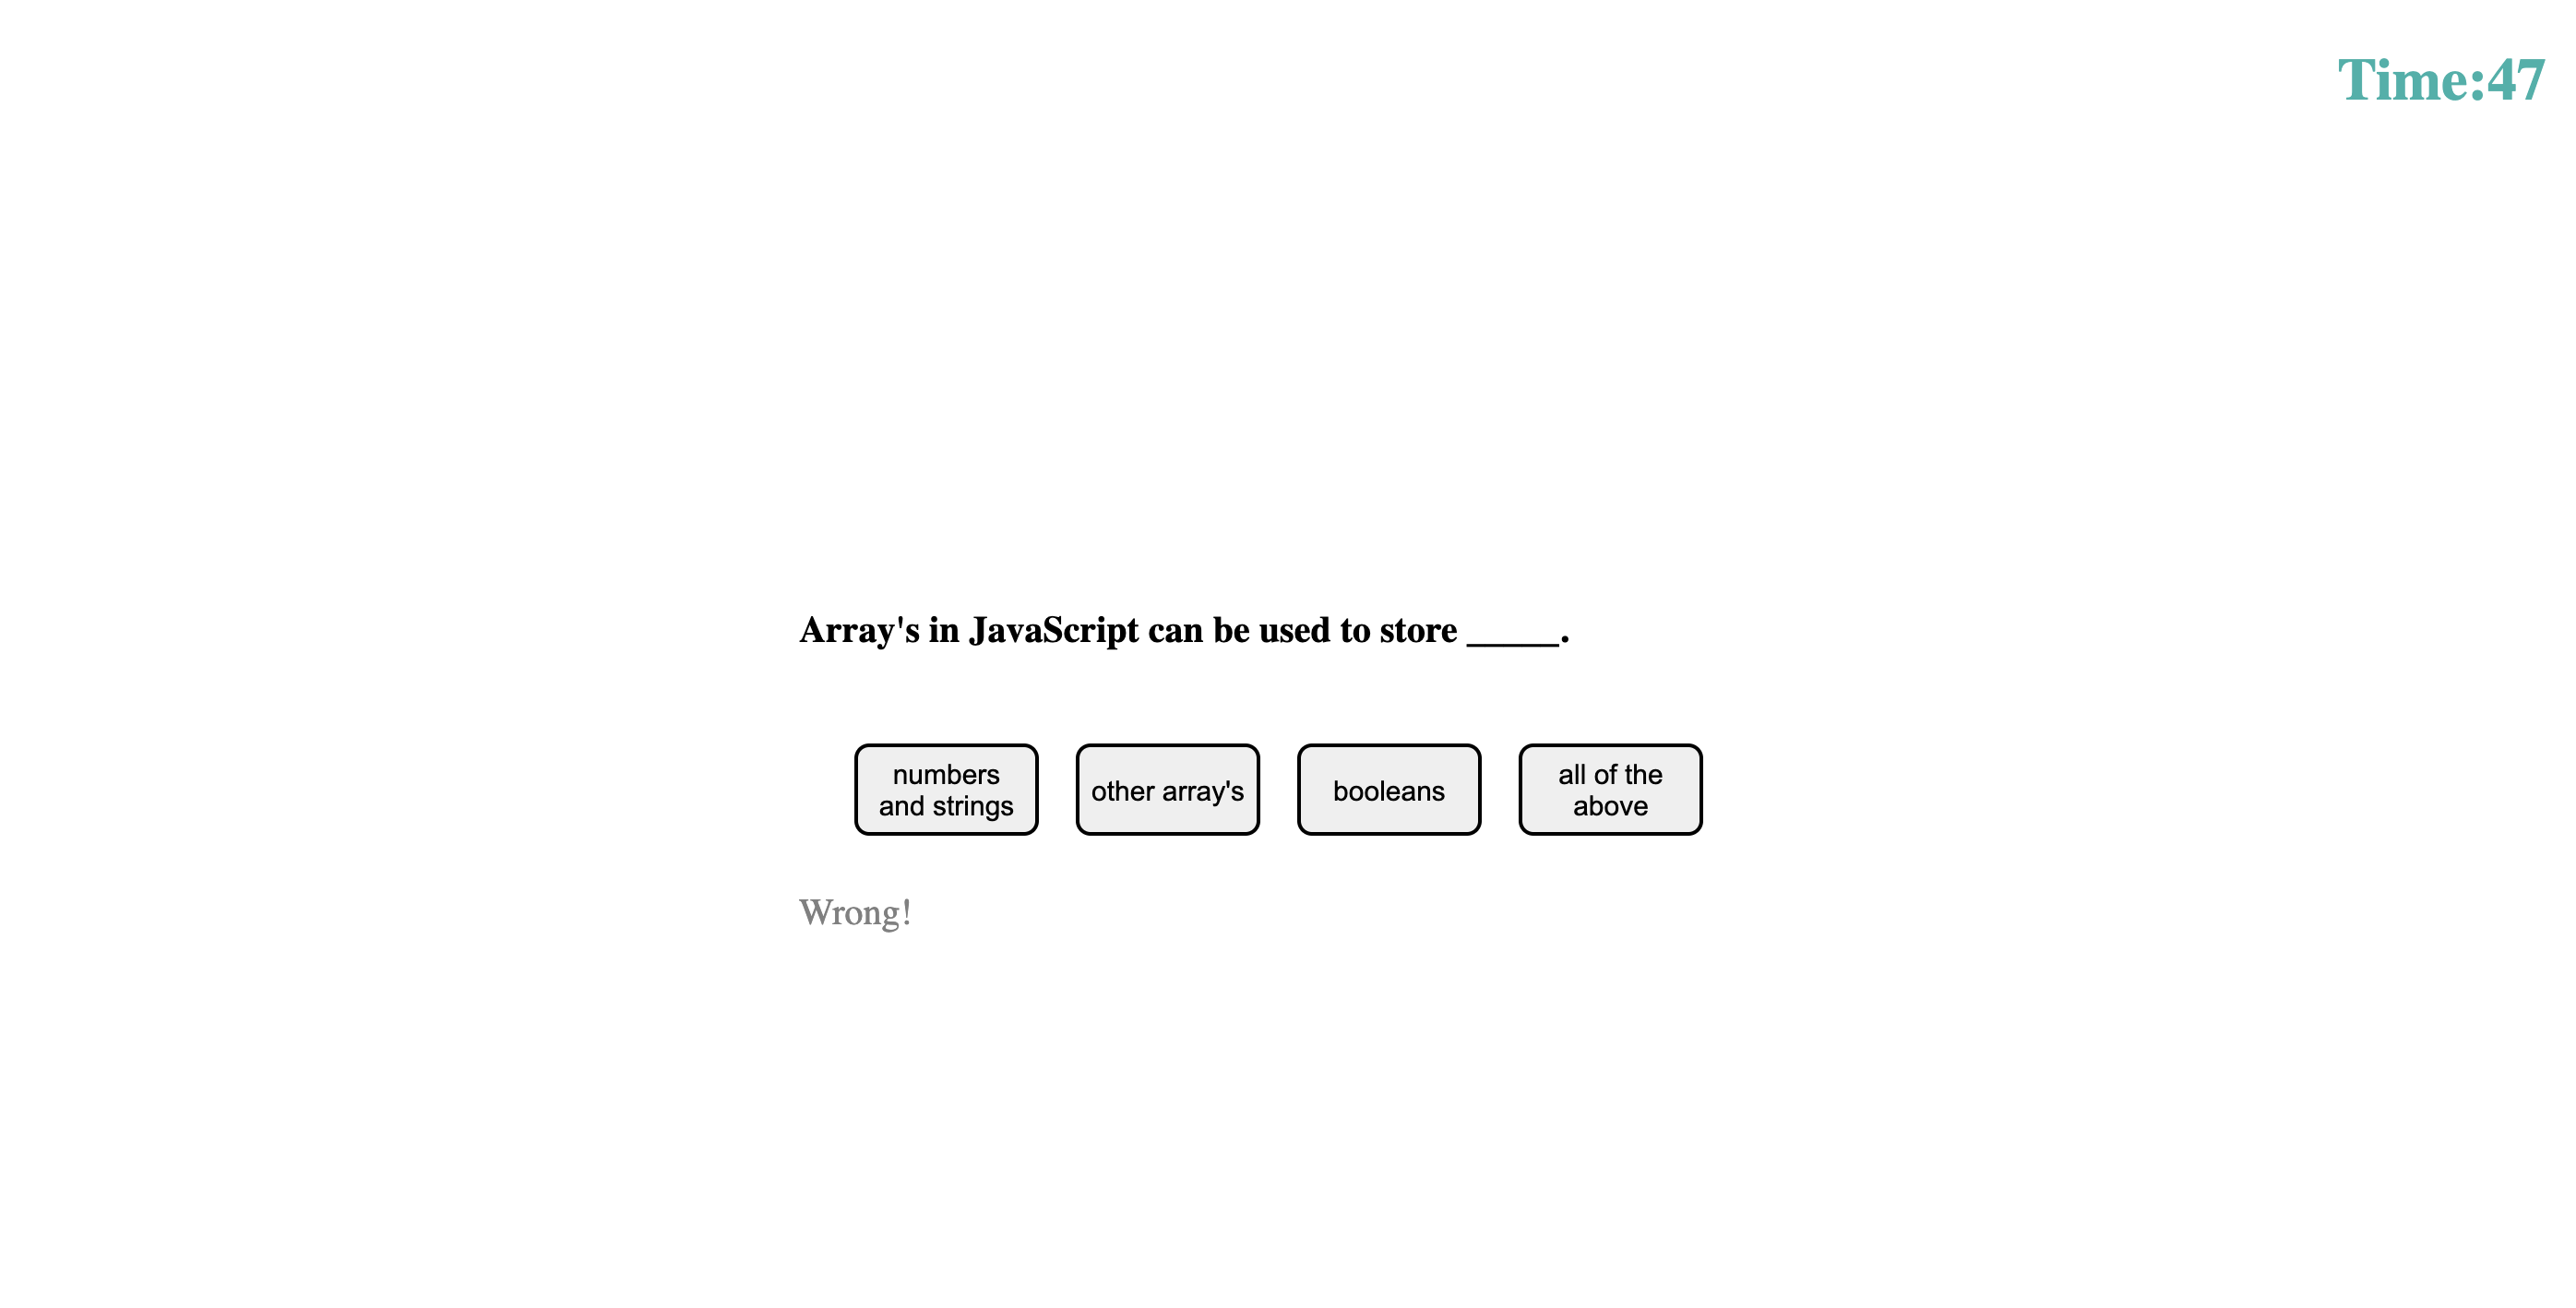 Time:47
Array's in JavaScript can be used to store _____.
numbers
and strings
other array's
booleans
all of the
above
Wrong!